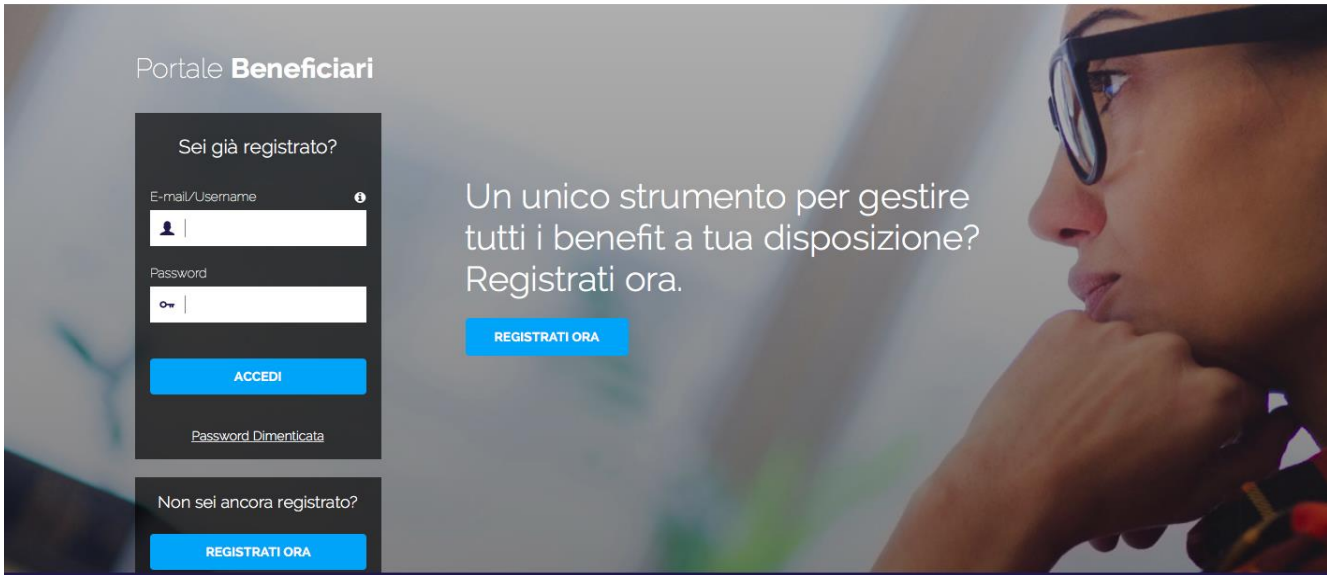 Portale Beneficiari
Sei già registrato?
E-mail/Username
Password
ACCEDI
Password Dimenticata
Non sei ancora registrato?
REGISTRATI ORA
Un unico strumento per gestire
tutti i benefit a tua disposizione?
Registrati ora.
REGISTRATI ORA